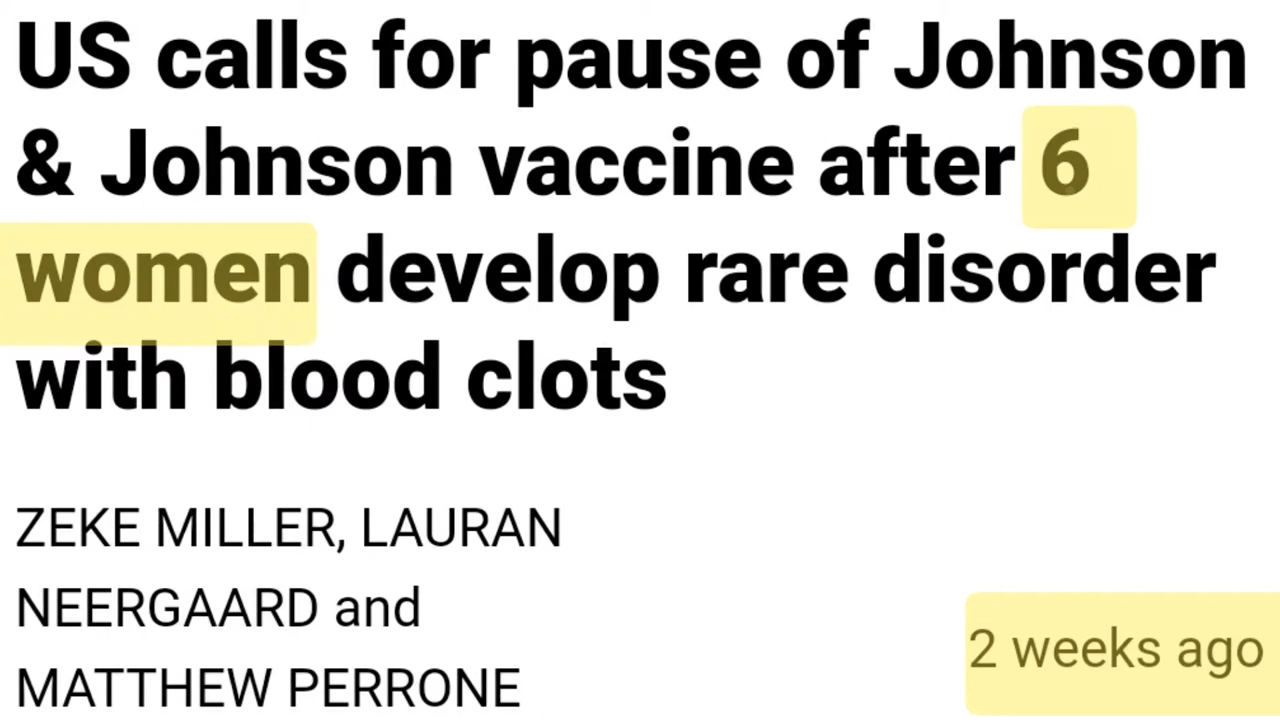 US calls for pause of Johnson
& Johnson vaccine after 6
women develop rare disorder
with blood clots
ZEKE MILLER, LAURAN
NEERGAARD and
MATTHEW PERRONE
2 weeks ago